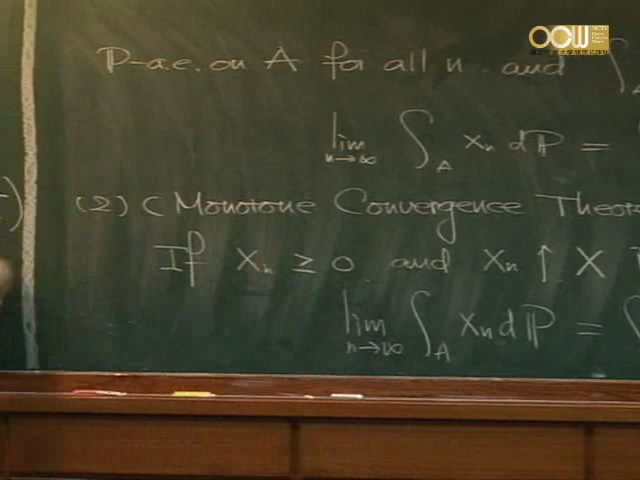 OCW
P-a.e. on A for all n. and ∫
lim n→∞ ∫_A X_n dℙ =
(2) (Monotone Convergence Theor
If X_n ≥ 0 and X_n ↑ X
lim n→∞ ∫_A X_n dℙ = ∫